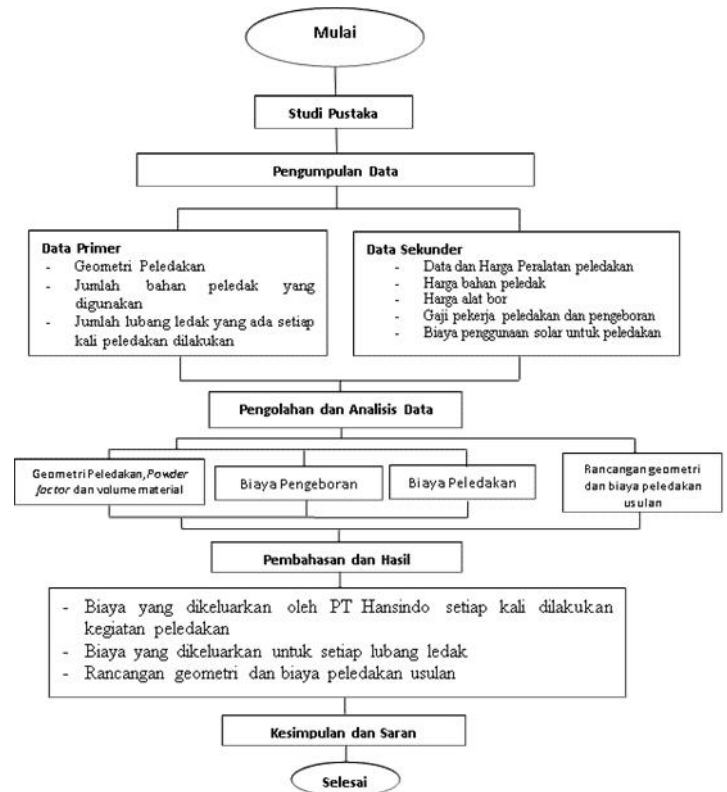 Mulai
Studi Pustaka
Pengumpulan Data
Data Primer
- Geometri Peledakan
- Jumlah bahan peledak yang
digunakan
- Jumlah lubang ledak yang ada setiap
kali peledakan dilakukan
Data Sekunder
- Data dan Harga Peralatan peledakan
- Harga bahan peledak
- Harga alat bor
- Gaji pekerja peledakan dan pengeboran
- Biaya penggunaan solar untuk peledakan
Pengolahan dan Analisis Data
Geometri Peledakan, Powder
factor dan volume material
Biaya Pengeboran
Biaya Peledakan
Rancangan geometri
dan biaya peledakan
usulan
Pembahasan dan Hasil
- Biaya yang dikeluarkan oleh PT Hansindo setiap kali dilakukan
kegiatan peledakan
- Biaya yang dikeluarkan untuk setiap lubang ledak
- Rancangan geometri dan biaya peledakan usulan
Kesimpulan dan Saran
Selesai